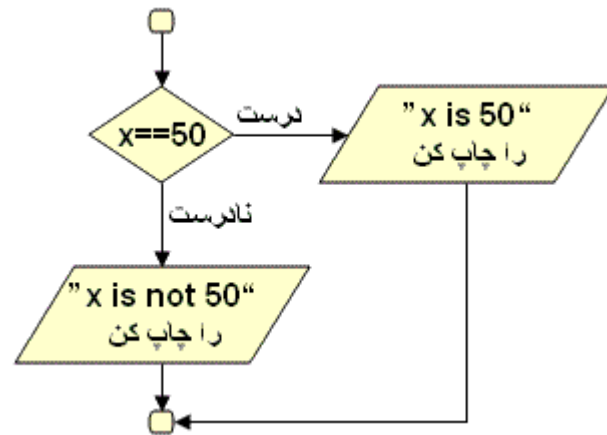 x==50
درست
"x is 50"
را چاپ کن
نادرست
"x is not 50"
را چاپ کن